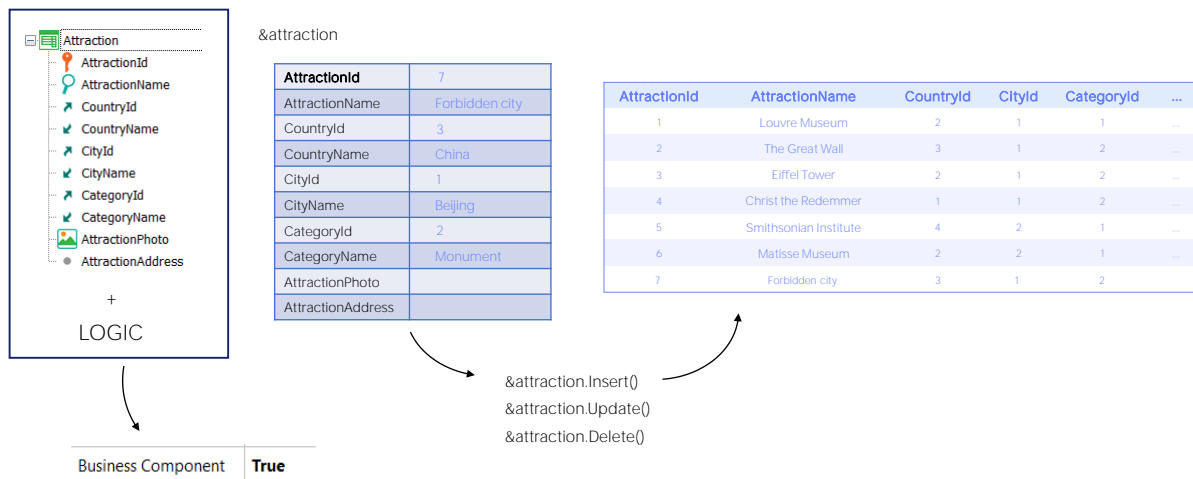 Attraction
AttractionId
AttractionName
CountryId
CountryName
CityId
CityName
CategoryId
CategoryName
AttractionPhoto
AttractionAddress
+
LOGIC
Business Component True
&attraction
AttractionId 7
AttractionName Forbidden city
CountryId 3
CountryName China
CityId 1
CityName Beijing
CategoryId 2
CategoryName Monument
AttractionPhoto
AttractionAddress
&attraction.Insert()
&attraction.Update()
&attraction.Delete()
AttractionId AttractionName CountryId CityId CategoryId ...
1 Louvre Museum 2 1 1 ...
2 The Great Wall 3 1 2 ...
3 Eiffel Tower 2 1 2 ...
4 Christ the Redemmer 1 1 2 ...
5 Smithsonian Institute 4 2 1 ...
6 Matisse Museum 2 2 1 ...
7 Forbidden city 3 1 2